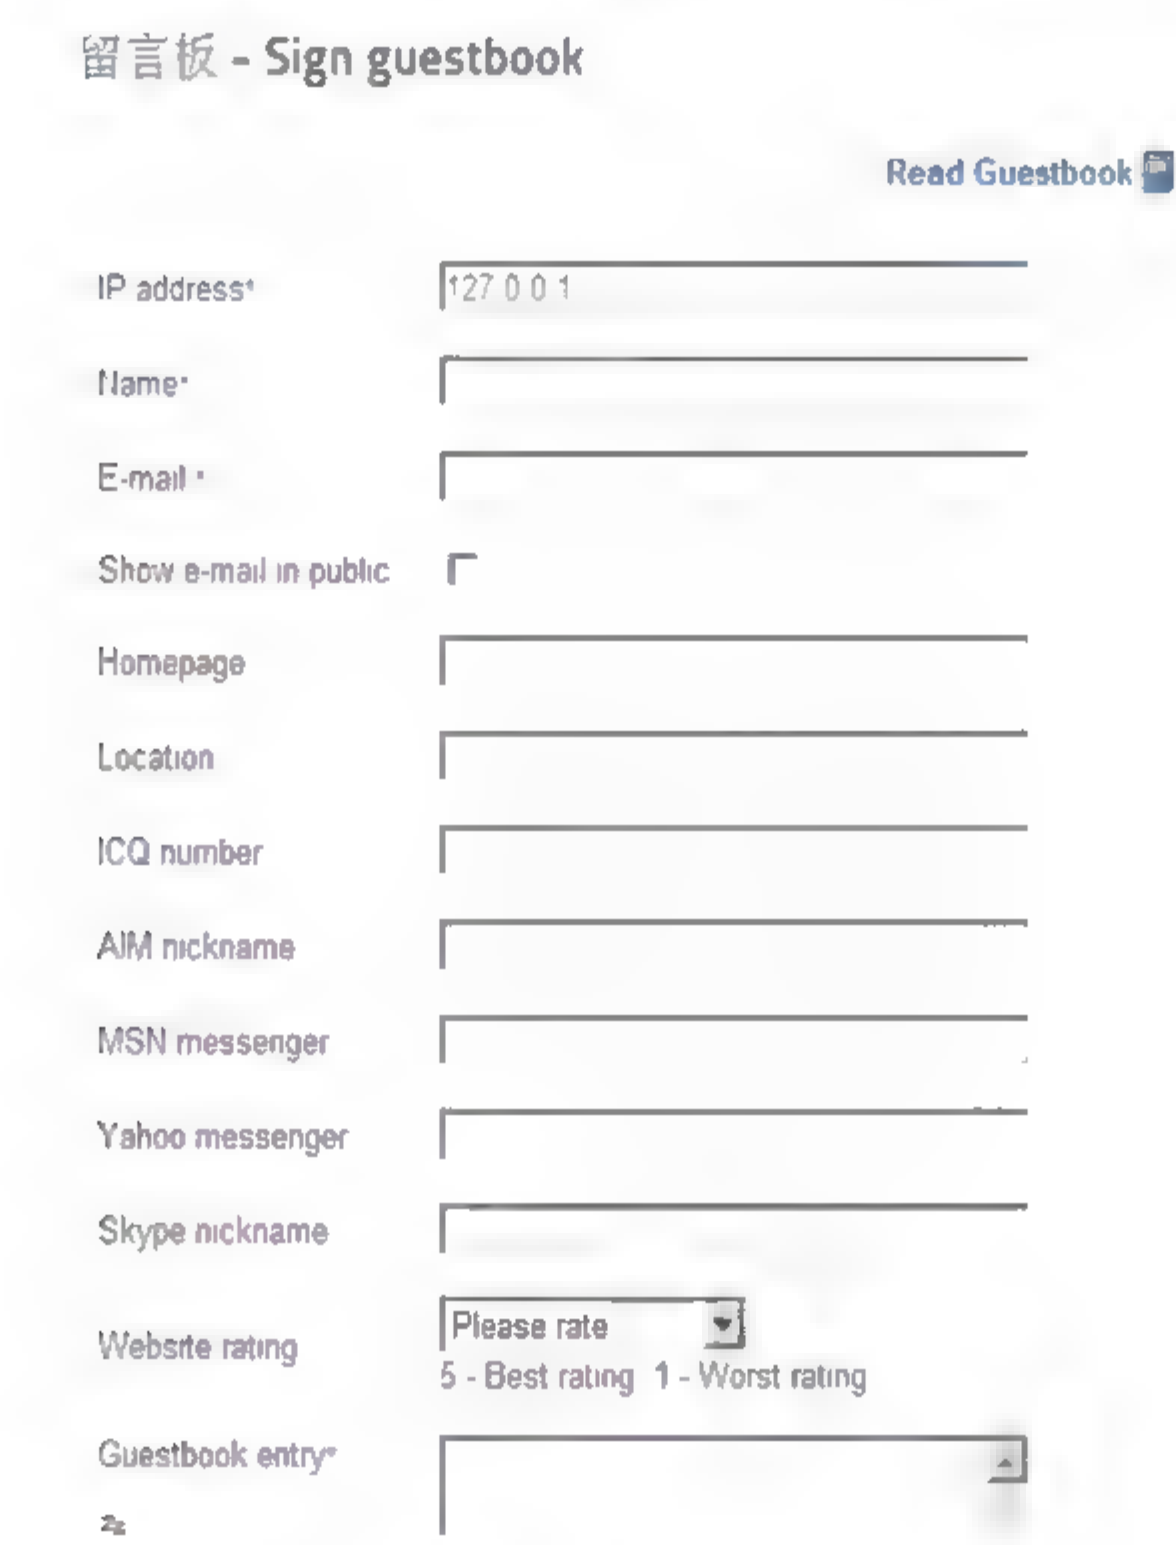 留言板 - Sign guestbook
Read Guestbook
IP address* 127.0.0.1
Name*
E-mail *
Show e-mail in public
Homepage
Location
ICQ number
AIM nickname
MSN messenger
Yahoo messenger
Skype nickname
Website rating Please rate
5 - Best rating 1 - Worst rating
Guestbook entry*